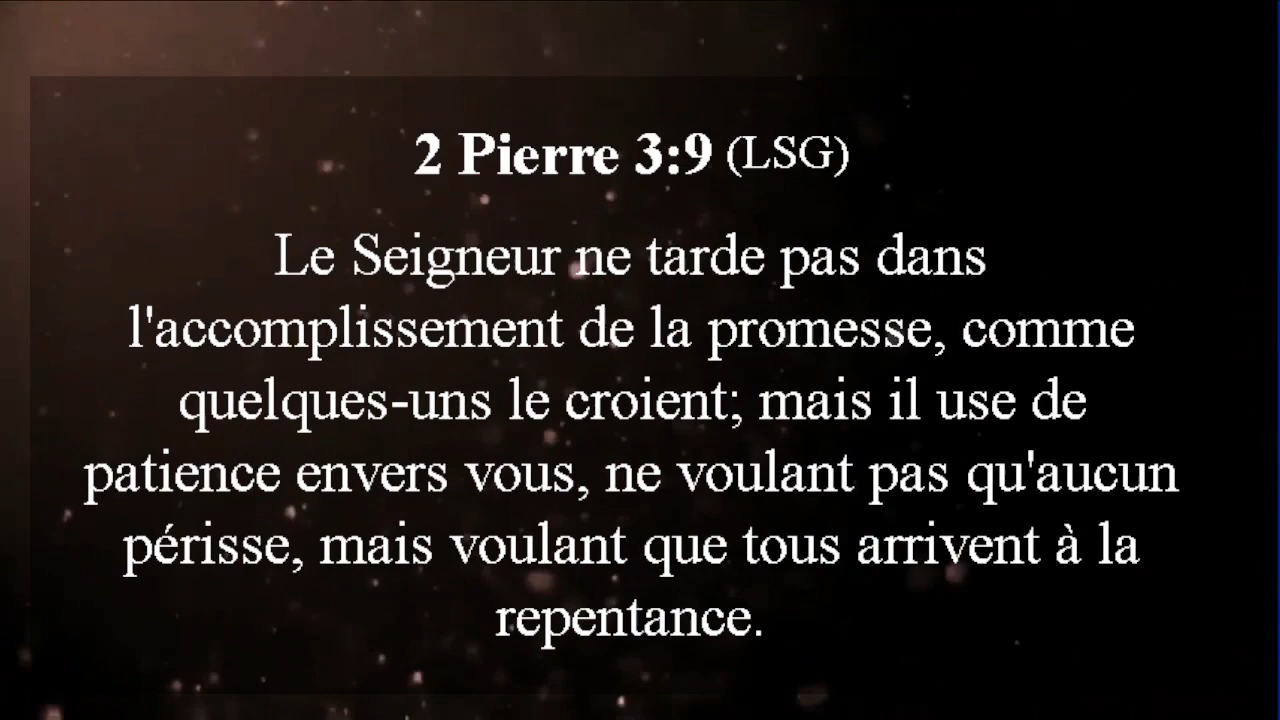 2 Pierre 3:9 (LSG)
Le Seigneur ne tarde pas dans
l'accomplissement de la promesse, comme
quelques-uns le croient; mais il use de
patience envers vous, ne voulant pas qu'aucun
périsse, mais voulant que tous arrivent à la
repentance.